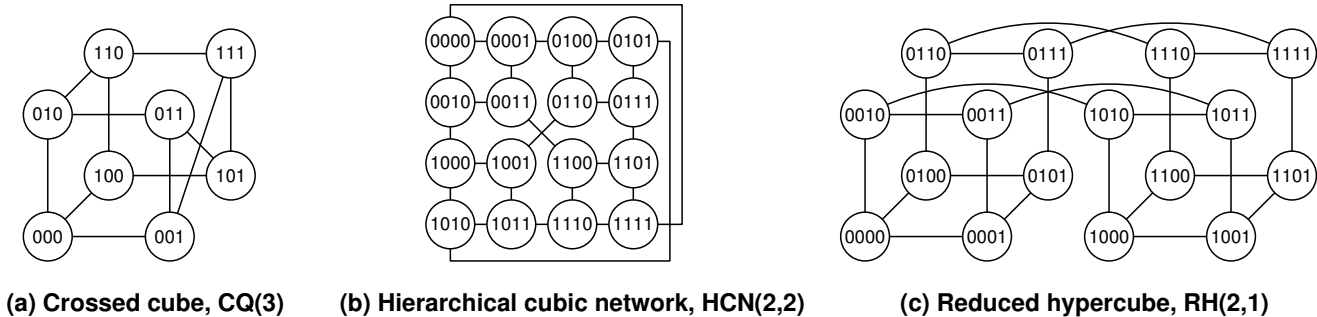 110 111
010 011
100 101
000 001
(a) Crossed cube, CQ(3)
0000 0001 0100 0101
0010 0011 0110 0111
1000 1001 1100 1101
1010 1011 1110 1111
(b) Hierarchical cubic network, HCN(2,2)
0110 0111 1110 1111
0010 0011 1010 1011
0100 0101 1100 1101
0000 0001 1000 1001
(c) Reduced hypercube, RH(2,1)